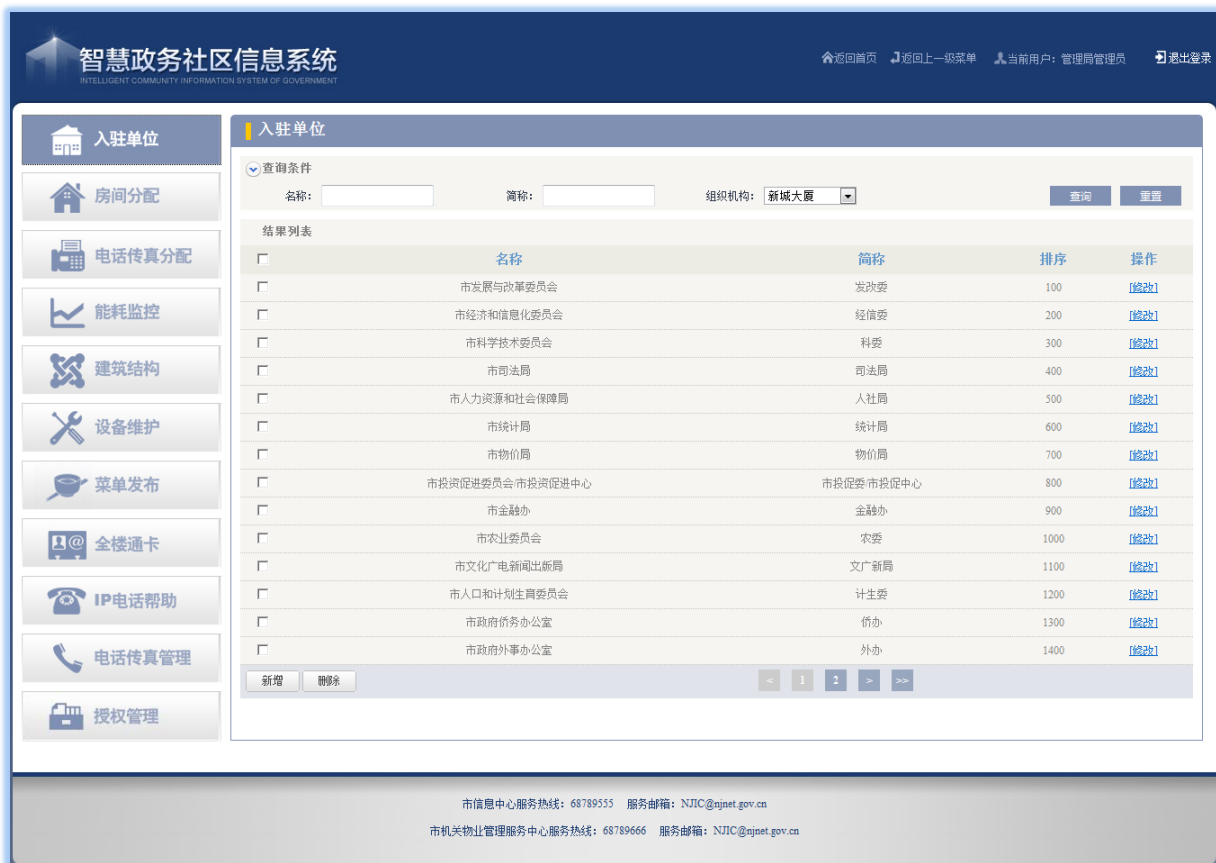 智慧政务社区信息系统
INTELLIGENT COMMUNITY INFORMATION SYSTEM OF GOVERNMENT
返回首页 返回上一级菜单 当前用户：管理局管理员 退出登录
入驻单位
房间分配
电话传真分配
能耗监控
建筑结构
设备维护
菜单发布
全楼通卡
IP电话帮助
电话传真管理
授权管理
入驻单位
查询条件
名称： 简称： 组织机构： 新城大厦 查询 重置
结果列表
名称 简称 排序 操作
市发展与改革委员会 发改委 100 [修改]
市经济和信息化委员会 经信委 200 [修改]
市科学技术委员会 科委 300 [修改]
市司法局 司法局 400 [修改]
市人力资源和社会保障局 人社局 500 [修改]
市统计局 统计局 600 [修改]
市物价局 物价局 700 [修改]
市投资促进委员会/市投资促进中心 市投促委/市投促中心 800 [修改]
市金融办 金融办 900 [修改]
市农业委员会 农委 1000 [修改]
市文化广电新闻出版局 文广新局 1100 [修改]
市人口和计划生育委员会 计生委 1200 [修改]
市政府侨务办公室 侨办 1300 [修改]
市政府外事办公室 外办 1400 [修改]
新增 删除 < 1 2 > >>
市信息中心服务热线：68789555 服务邮箱：NJIC@njnet.gov.cn
市机关物业管理服务中心服务热线：68789666 服务邮箱：NJIC@njnet.gov.cn